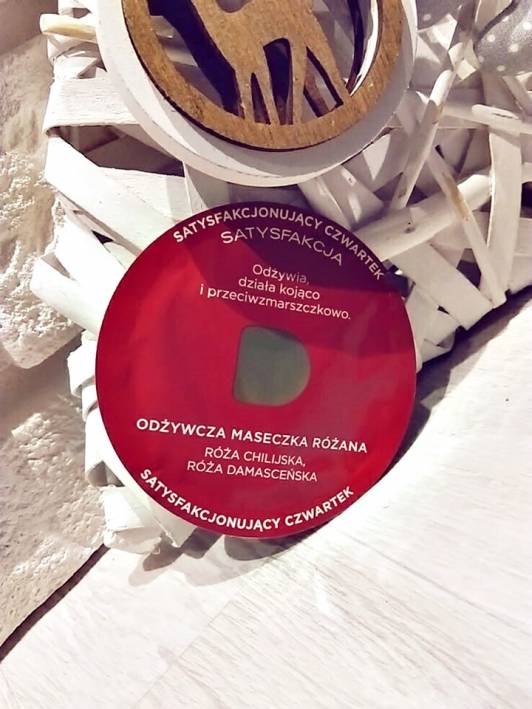 SATYSFAKCJONUJĄCY CZWARTEK
SATYSFAKCJA
Odżywia,
działa kojąco
i przeciwzmarszczkowo.
ODŻYWCZA MASECZKA RÓŻANA
RÓŻA CHILIJSKA,
RÓŻA DAMASCEŃSKA
SATYSFAKCJONUJĄCY CZWARTEK